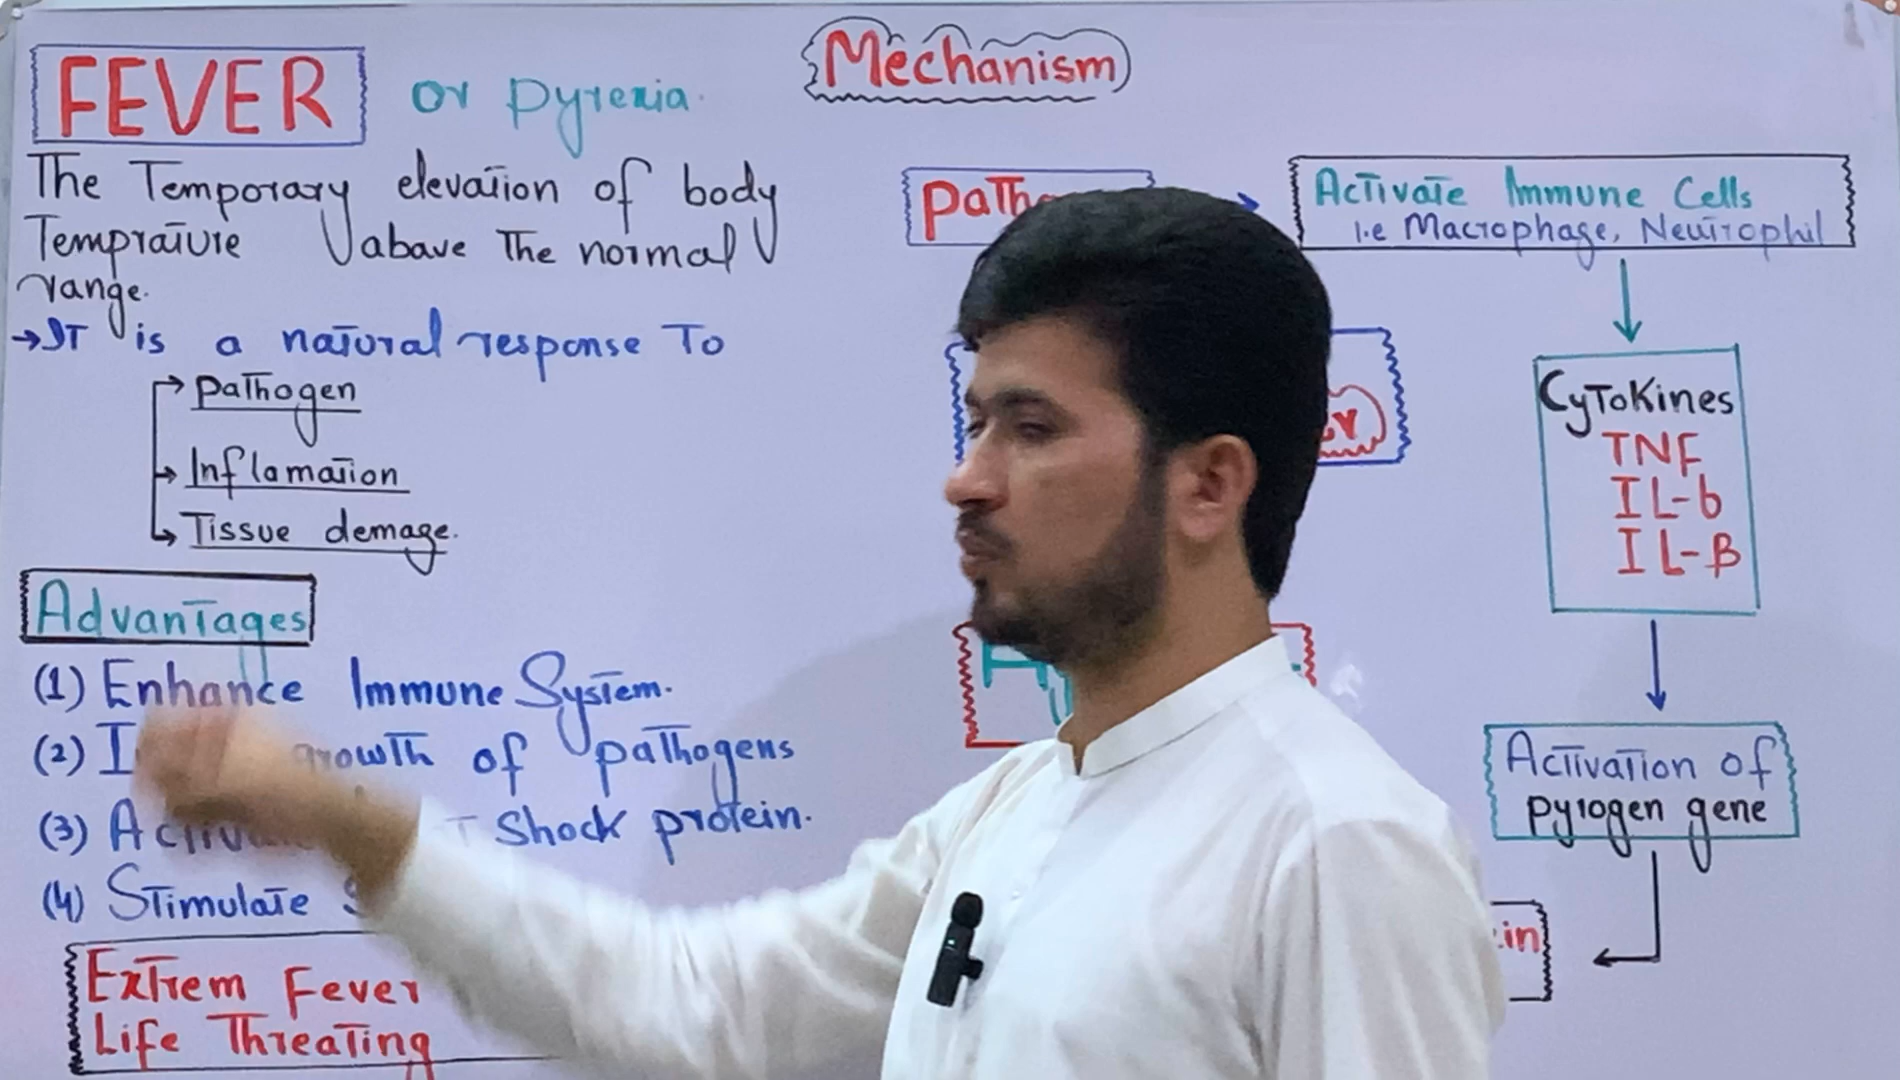 FEVER or pyrexia.
The Temporary elevation of body
Temprature abave The normal
range.
→ IT is a natural response To
pathogen
Inflamation
Tissue demage.
Advantages
(1) Enhance Immune System.
(2) growth of pathogens
(3) Shock protein.
(4) Stimulate
Extrem Fever
Life Threating
Mechanism
Activate Immune Cells
i.e Macrophage, Neutrophil
Cytokines
TNF
IL-6
IL-β
Activation of
pyrogen gene